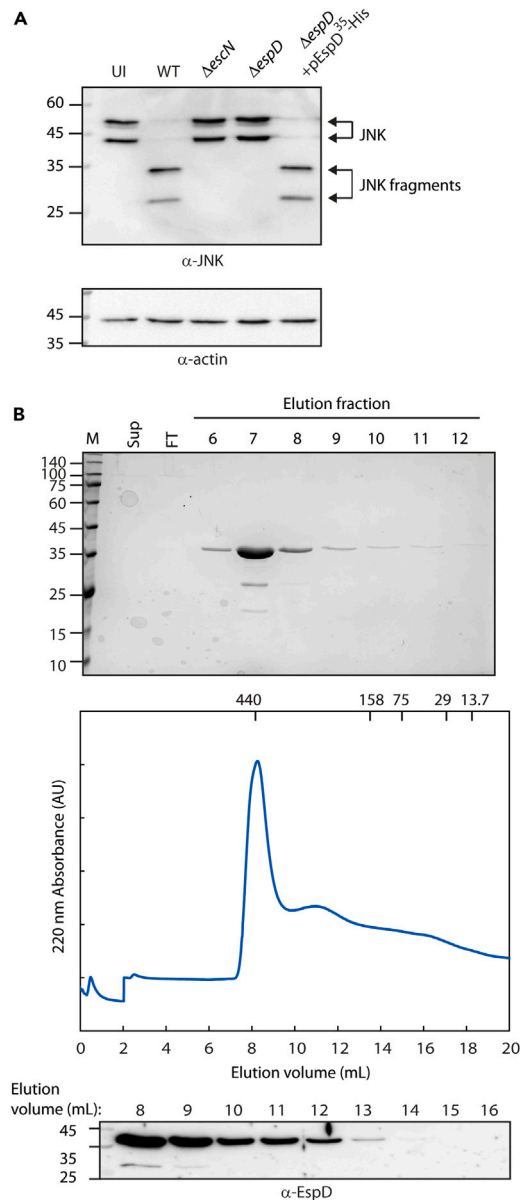 A
UI WT ΔescN ΔespD ΔespD
+pEspD³⁵-His
60
45
35
25
JNK
JNK fragments
α-JNK
45
35
α-actin
B
Elution fraction
M Sup FT 6 7 8 9 10 11 12
140
100
75
60
45
35
25
15
10
440 158 75 29 13.7
220 nm Absorbance (AU)
0 2 4 6 8 10 12 14 16 18 20
Elution volume (mL)
Elution
volume (mL): 8 9 10 11 12 13 14 15 16
45
35
25
α-EspD